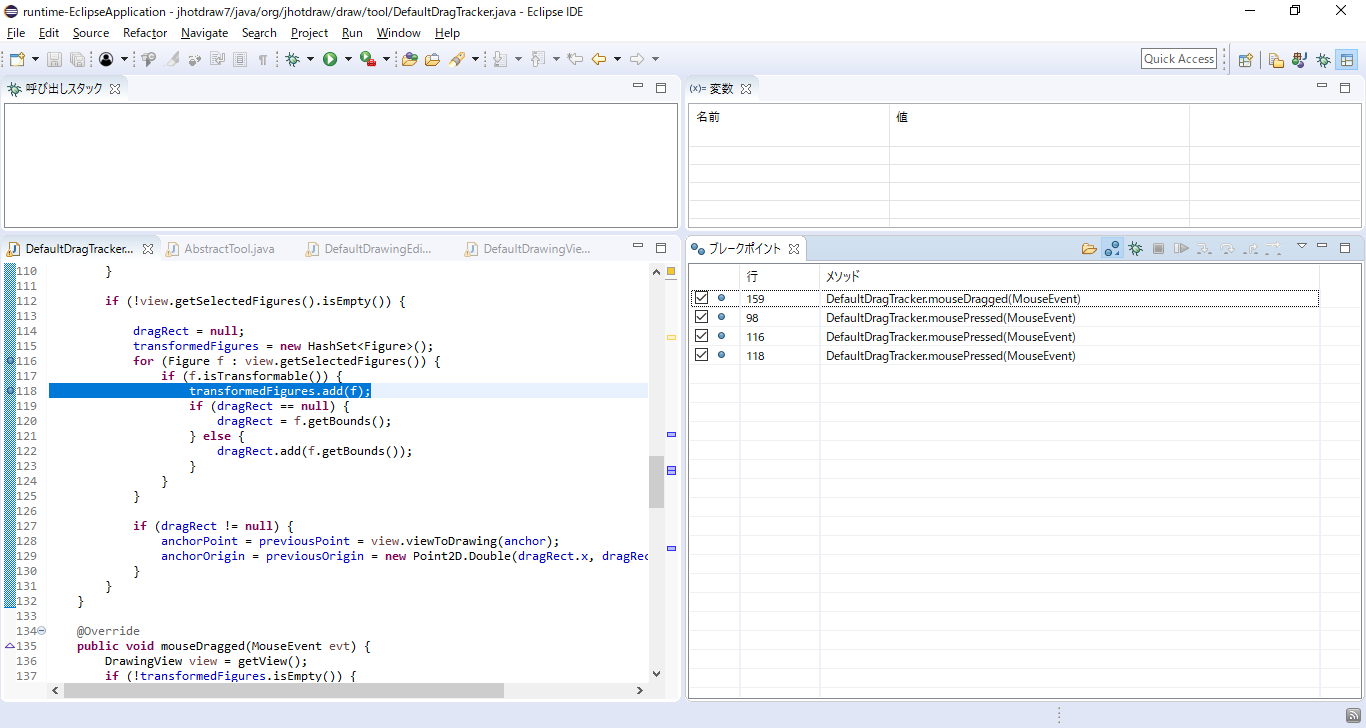 runtime-EclipseApplication - jhotdraw7/java/org/jhotdraw/draw/tool/DefaultDragTracker.java - Eclipse IDE
File Edit Source Refactor Navigate Search Project Run Window Help
Quick Access
呼び出しスタック
(x)= 変数
名前 値
DefaultDragTracker... AbstractTool.java DefaultDrawingEdi... DefaultDrawingVie...
110 }
111
112 if (!view.getSelectedFigures().isEmpty()) {
113
114 dragRect = null;
115 transformedFigures = new HashSet<Figure>();
116 for (Figure f : view.getSelectedFigures()) {
117 if (f.isTransformable()) {
118 transformedFigures.add(f);
119 if (dragRect == null) {
120 dragRect = f.getBounds();
121 } else {
122 dragRect.add(f.getBounds());
123 }
124 }
125 }
126
127 if (dragRect != null) {
128 anchorPoint = previousPoint = view.viewToDrawing(anchor);
129 anchorOrigin = previousOrigin = new Point2D.Double(dragRect.x, dragRec
130 }
131 }
132 }
133
134 @Override
135 public void mouseDragged(MouseEvent evt) {
136 DrawingView view = getView();
137 if (!transformedFigures.isEmpty()) {
ブレークポイント
行 メソッド
159 DefaultDragTracker.mouseDragged(MouseEvent)
98 DefaultDragTracker.mousePressed(MouseEvent)
116 DefaultDragTracker.mousePressed(MouseEvent)
118 DefaultDragTracker.mousePressed(MouseEvent)